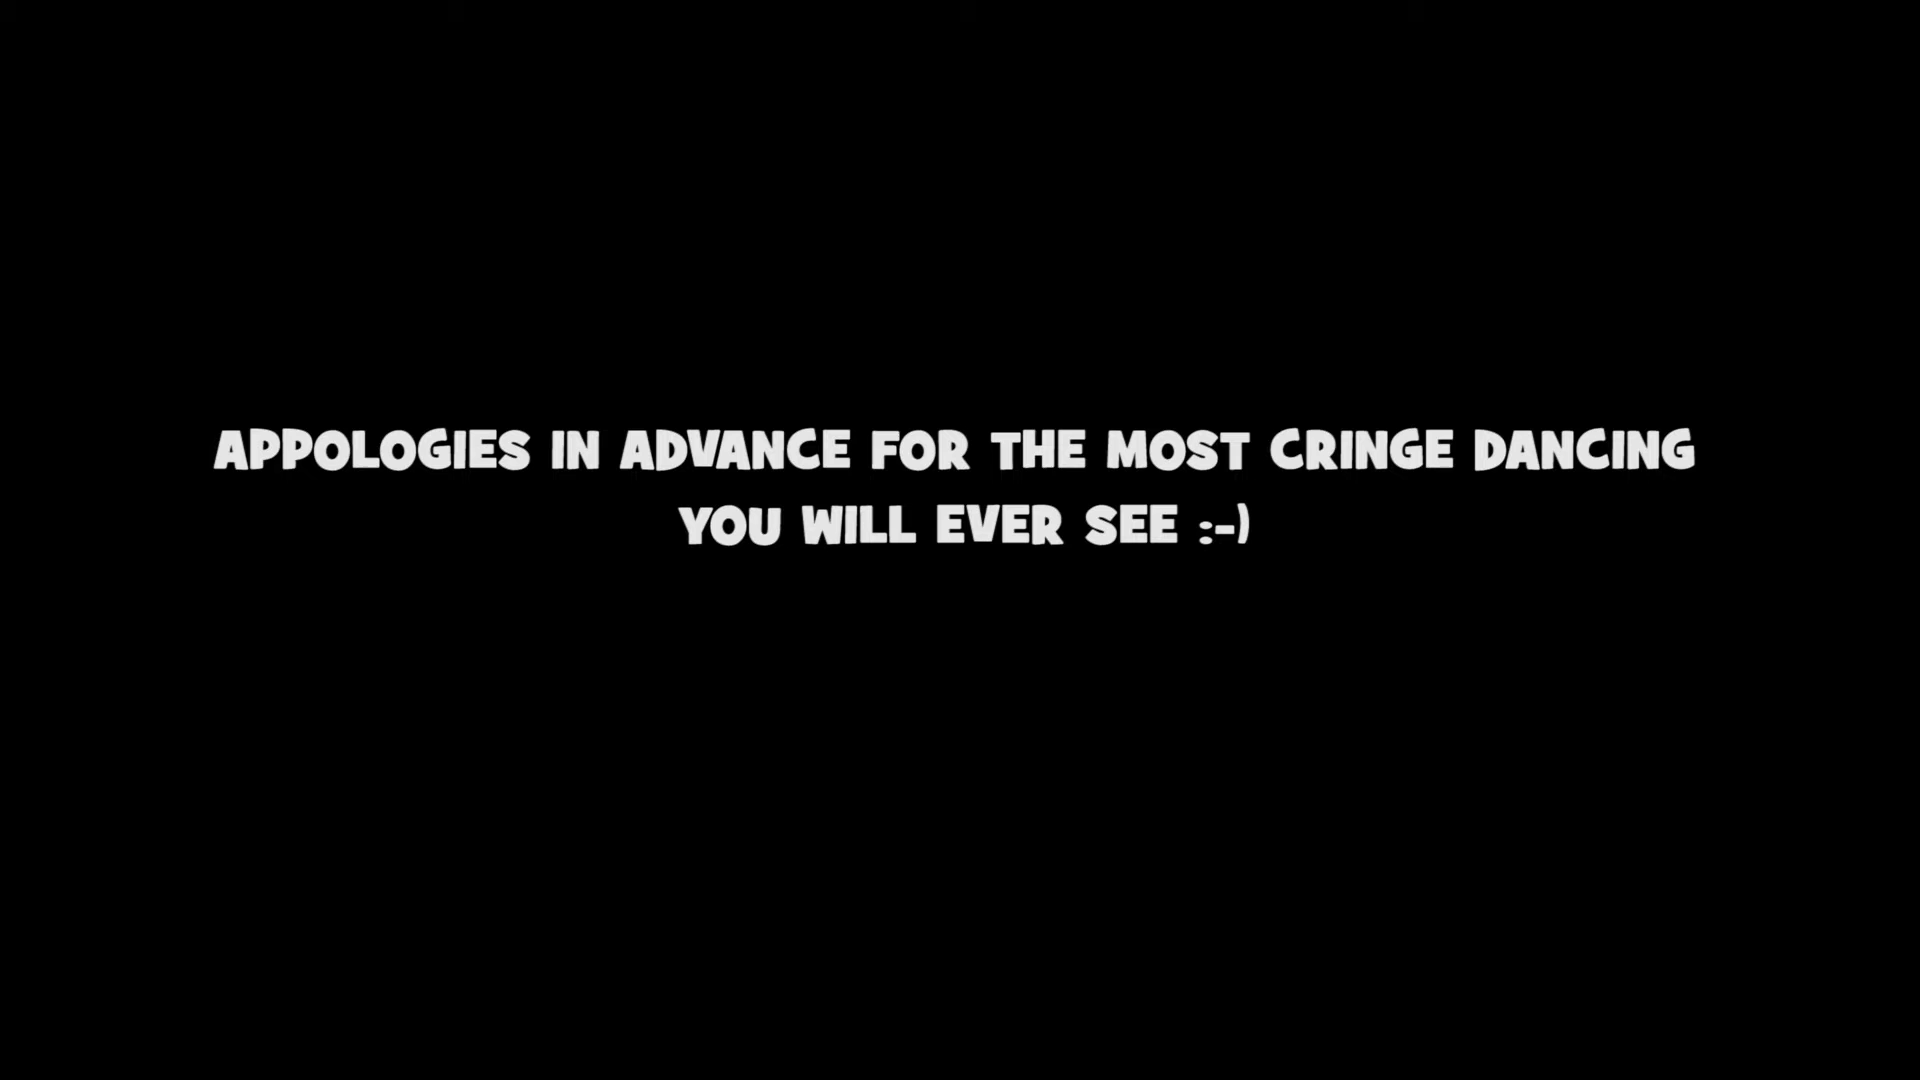 APPOLOGIES IN ADVANCE FOR THE MOST CRINGE DANCING
YOU WILL EVER SEE :-)